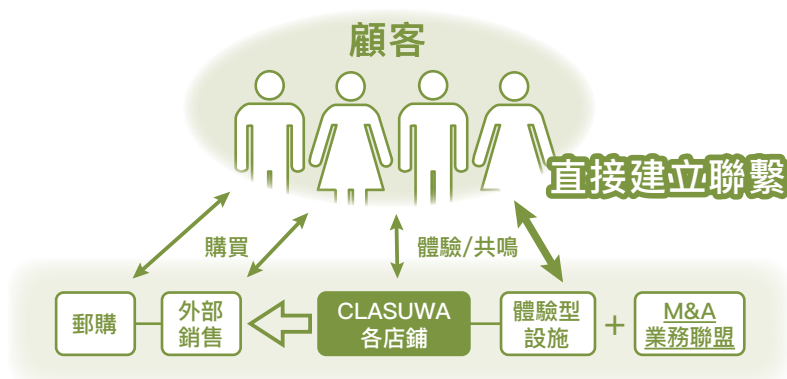 顧客
直接建立聯繫
購買
體驗/共鳴
郵購
外部
銷售
CLASUWA
各店鋪
體驗型
設施
+
M&A
業務聯盟